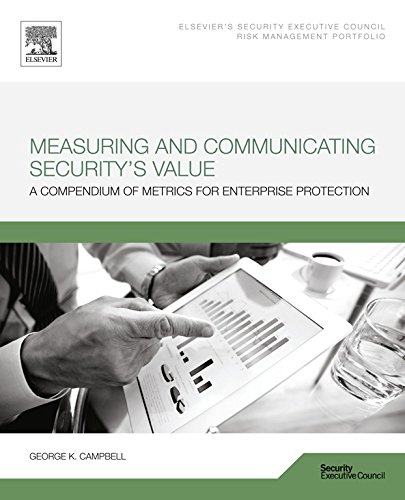 ELSEVIER'S SECURITY EXECUTIVE COUNCIL
RISK MANAGEMENT PORTFOLIO
ELSEVIER
MEASURING AND COMMUNICATING
SECURITY'S VALUE
A COMPENDIUM OF METRICS FOR ENTERPRISE PROTECTION
GEORGE K. CAMPBELL
Security
Executive Council